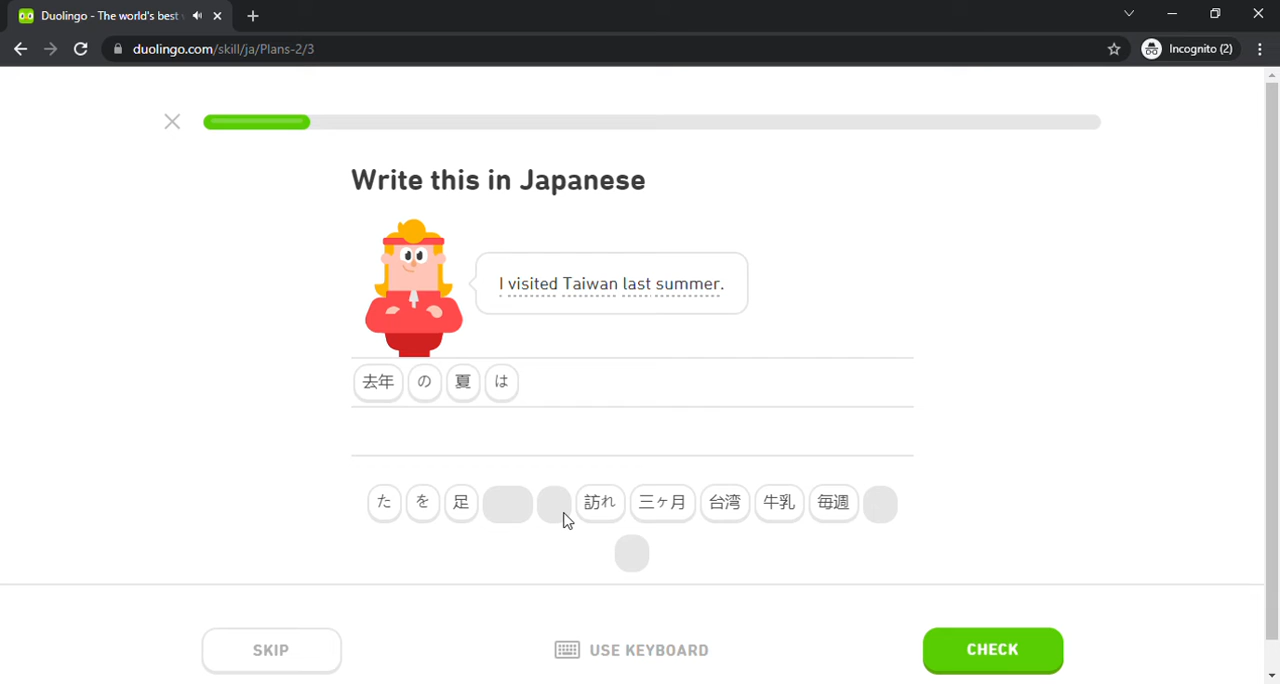 Duolingo - The world's best
duolingo.com/skill/ja/Plans-2/3
Incognito (2)
Write this in Japanese
I visited Taiwan last summer.
去年 の 夏 は
た を 足 訪れ 三ヶ月 台湾 牛乳 毎週
SKIP
USE KEYBOARD
CHECK